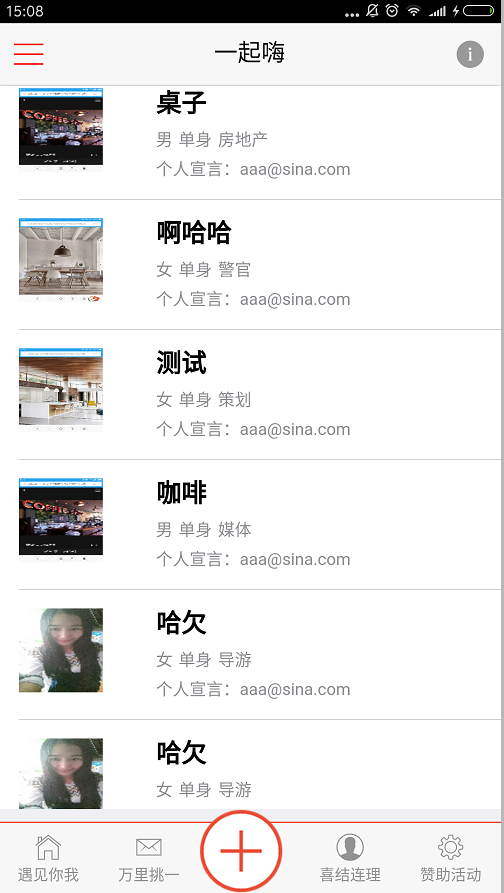 15:08
一起嗨
桌子
男 单身 房地产
个人宣言：aaa@sina.com
啊哈哈
女 单身 警官
个人宣言：aaa@sina.com
测试
女 单身 策划
个人宣言：aaa@sina.com
咖啡
男 单身 媒体
个人宣言：aaa@sina.com
哈欠
女 单身 导游
个人宣言：aaa@sina.com
哈欠
女 单身 导游
遇见你我 万里挑一 喜结连理 赞助活动